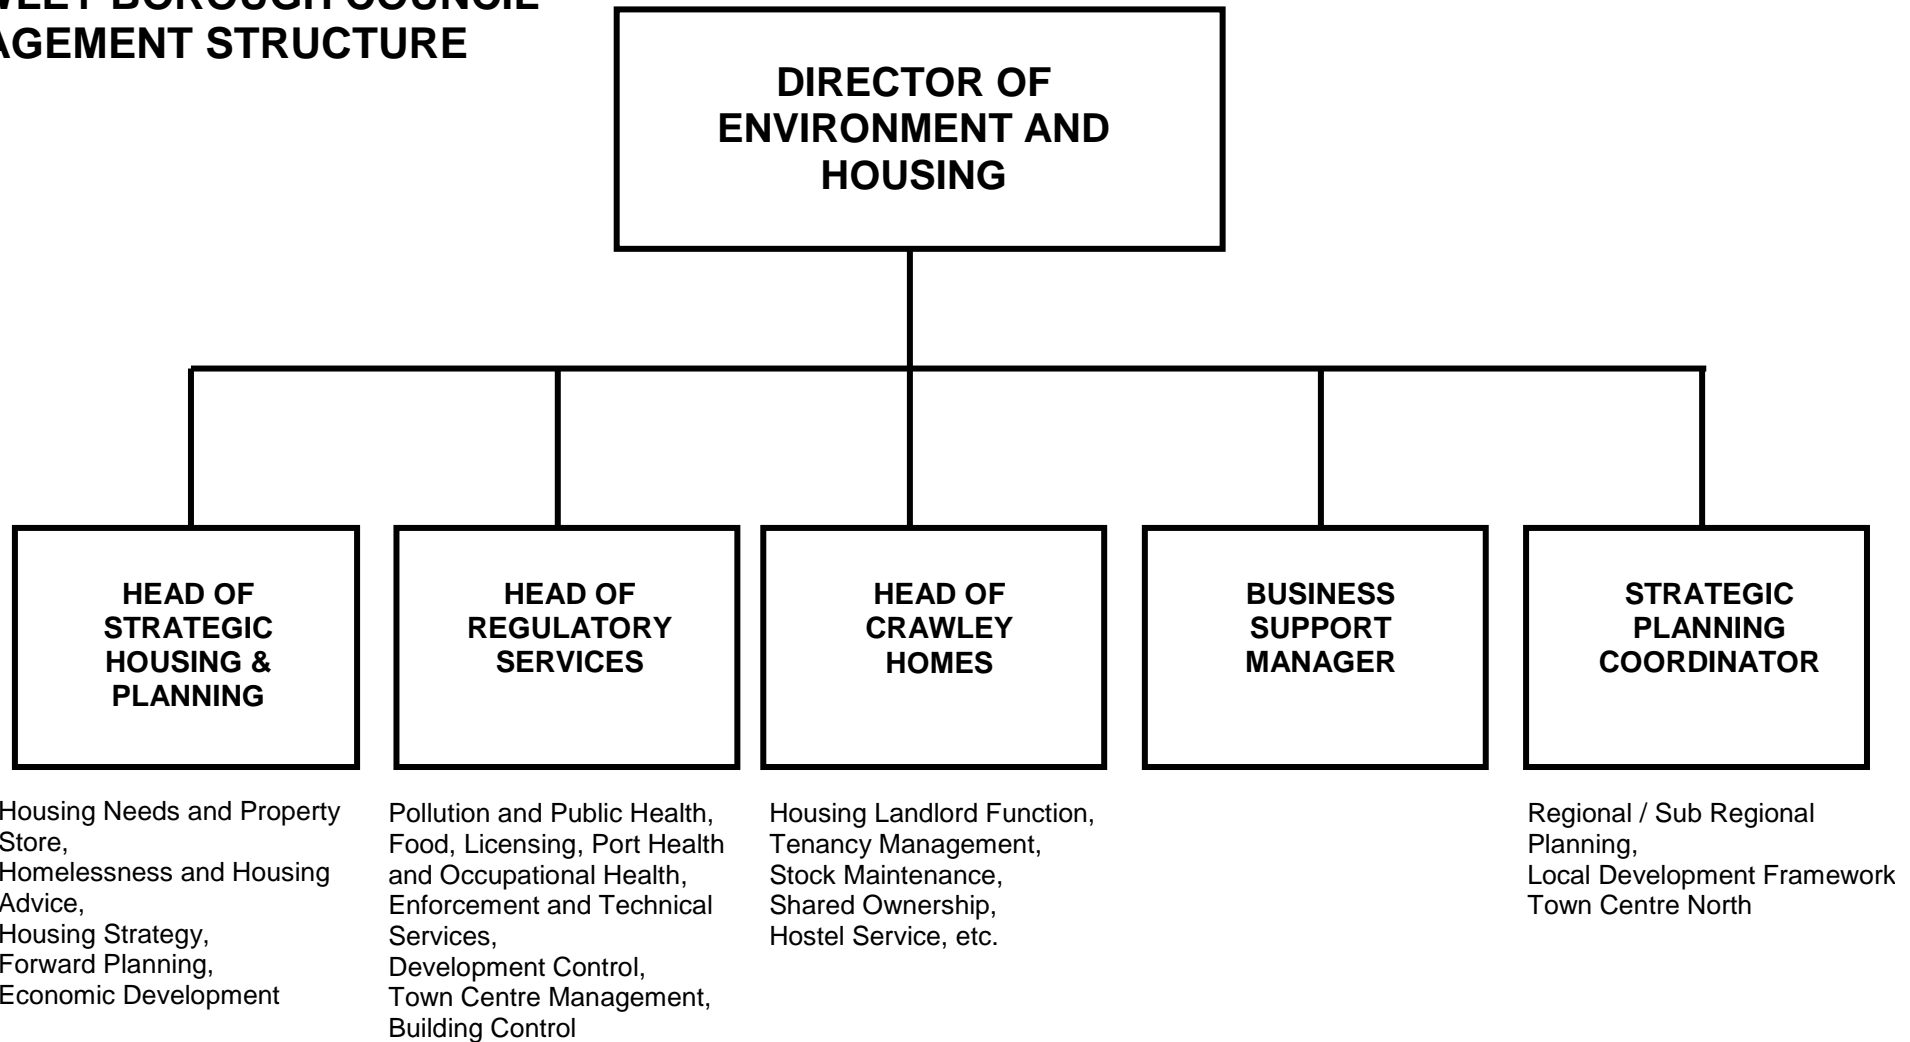 BOROUGH COUNCIL
STRUCTURE
DIRECTOR OF
ENVIRONMENT AND
HOUSING
HEAD OF
STRATEGIC
HOUSING &
PLANNING
HEAD OF
REGULATORY
SERVICES
HEAD OF
CRAWLEY
HOMES
BUSINESS
SUPPORT
MANAGER
STRATEGIC
PLANNING
COORDINATOR
Housing Needs and Property
Store,
Homelessness and Housing
Advice,
Housing Strategy,
Forward Planning,
Economic Development
Pollution and Public Health,
Food, Licensing, Port Health
and Occupational Health,
Enforcement and Technical
Services,
Development Control,
Town Centre Management,
Building Control
Housing Landlord Function,
Tenancy Management,
Stock Maintenance,
Shared Ownership,
Hostel Service, etc.
Regional / Sub Regional
Planning,
Local Development Framework
Town Centre North